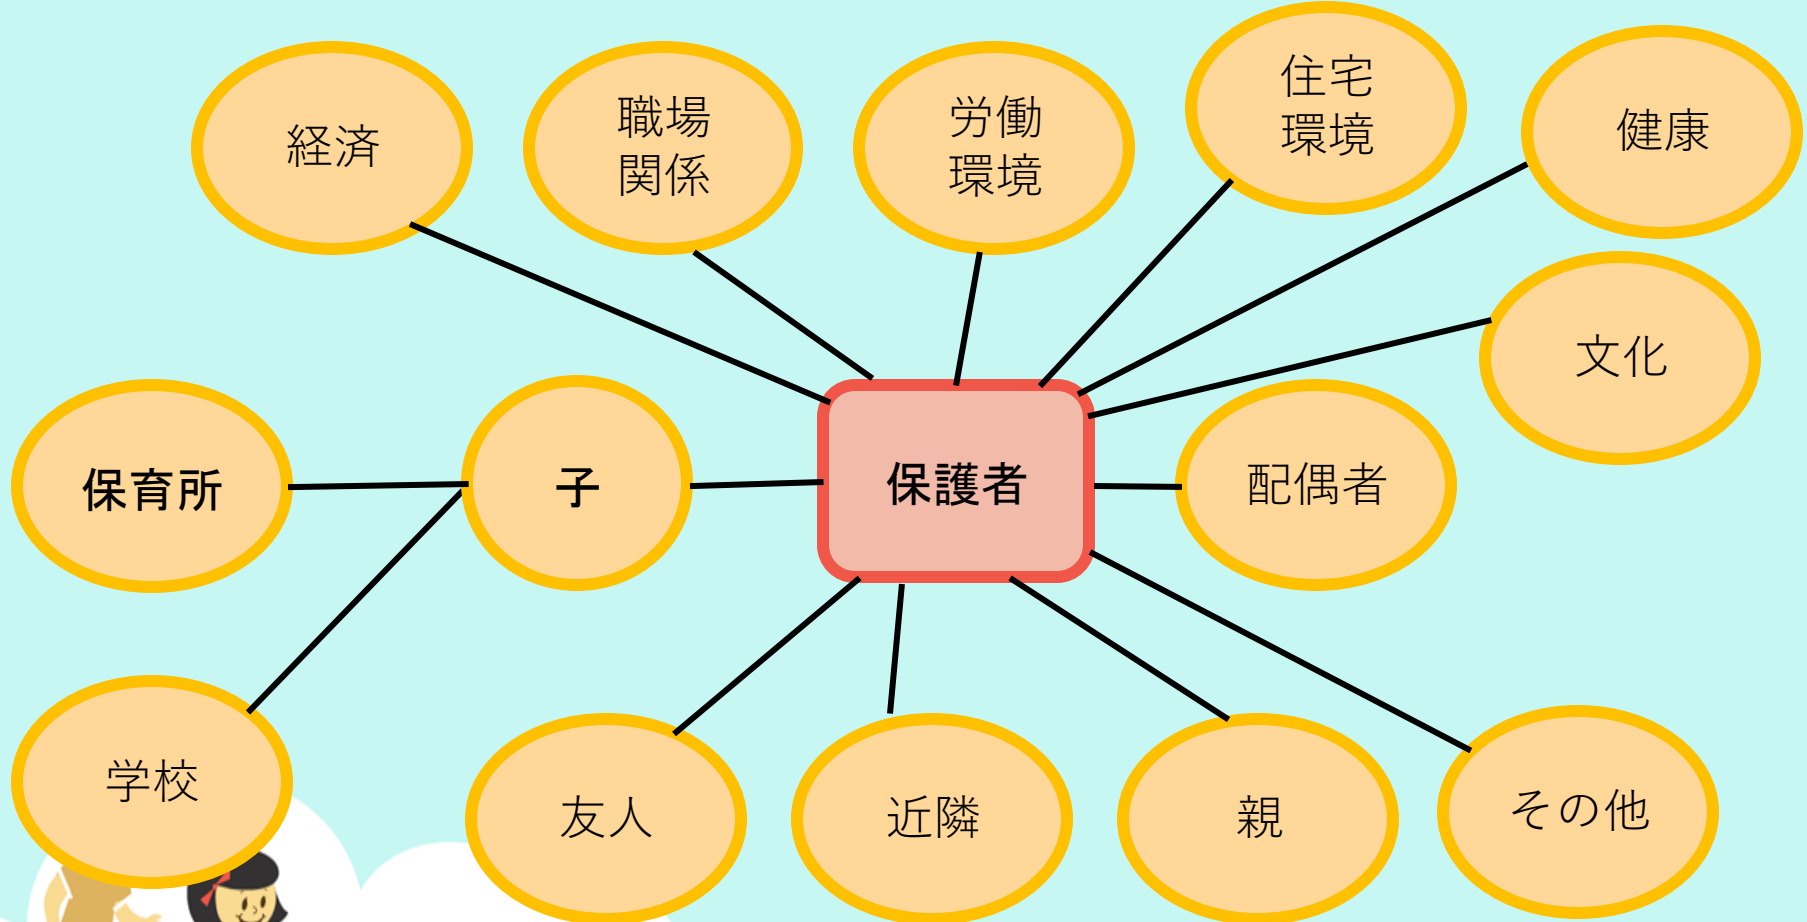 経済
職場
関係
労働
環境
住宅
環境
健康
文化
保育所
子
保護者
配偶者
学校
友人
近隣
親
その他